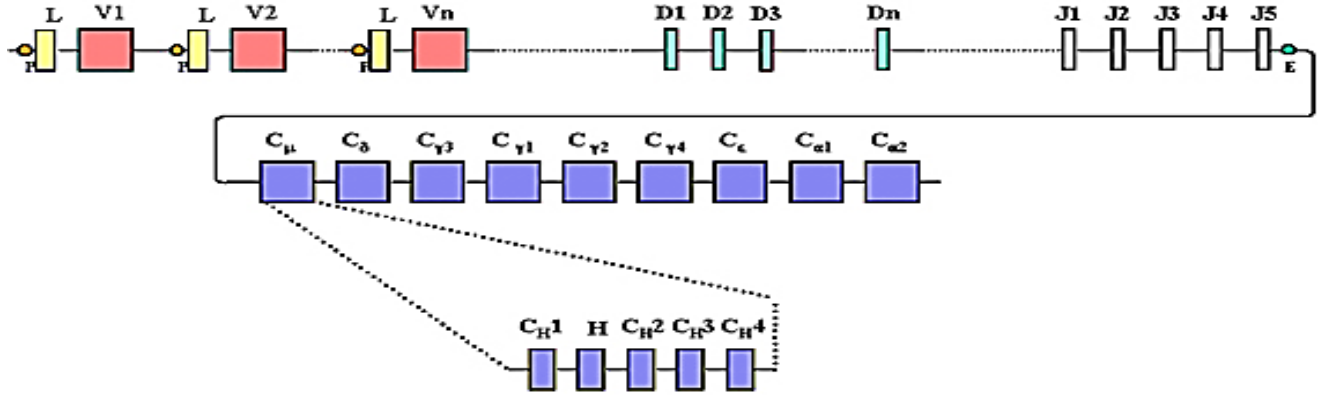 L V1 L V2 L Vn D1 D2 D3 Dn J1 J2 J3 J4 J5
P P P E
Cμ Cδ Cγ3 Cγ1 Cγ2 Cγ4 Cε Cα1 Cα2
CH1 H CH2 CH3 CH4